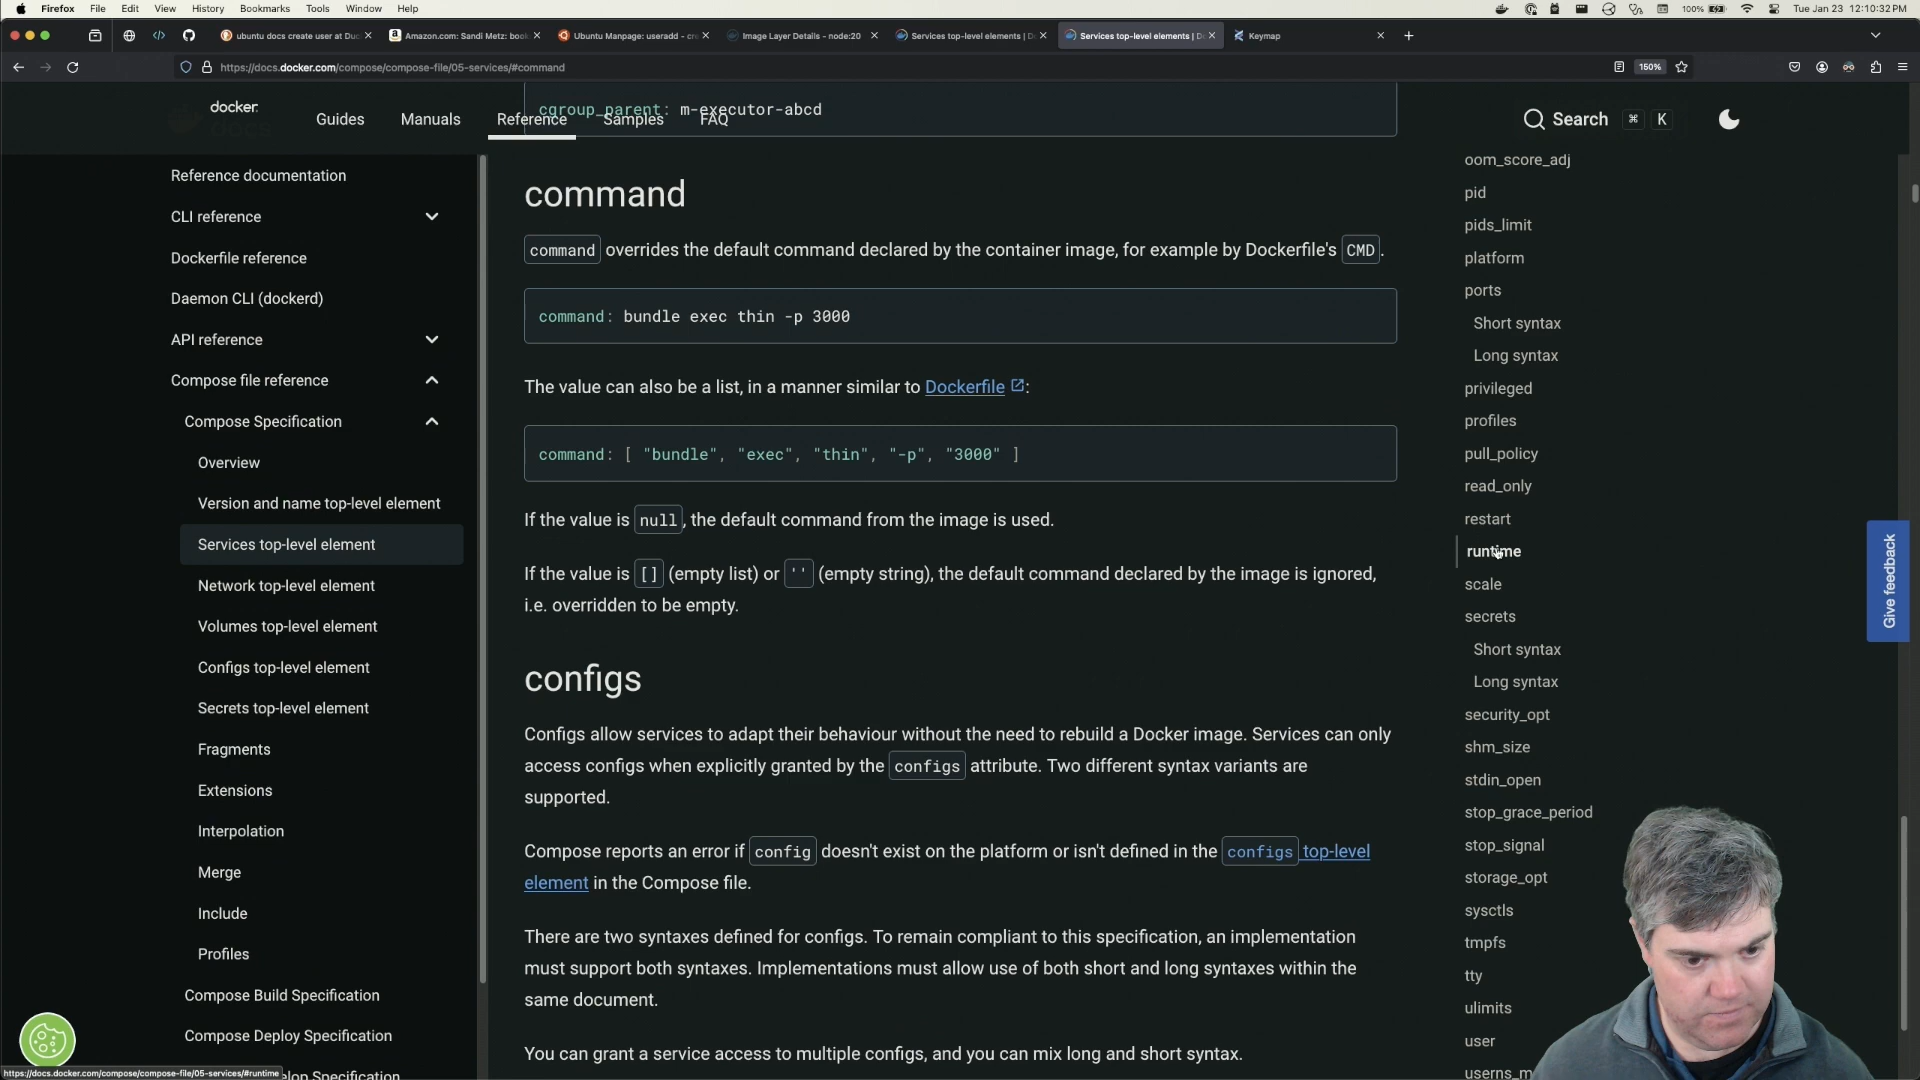 Firefox File Edit View History Bookmarks Tools Window Help
100% Tue Jan 23 12:10:32 PM
ubuntu docs create user at Duc
Amazon.com: Sandi Metz: book
Ubuntu Manpage: useradd - cre
Image Layer Details - node:20
Services top-level elements | D
Services top-level elements | D
Keymap
https://docs.docker.com/compose/compose-file/05-services/#command
150%
docker
docs
Guides
Manuals
Reference
Samples
FAQ
Search
⌘ K
Reference documentation
CLI reference
Dockerfile reference
Daemon CLI (dockerd)
API reference
Compose file reference
Compose Specification
Overview
Version and name top-level element
Services top-level element
Network top-level element
Volumes top-level element
Configs top-level element
Secrets top-level element
Fragments
Extensions
Interpolation
Merge
Include
Profiles
Compose Build Specification
Compose Deploy Specification
elop Specification
https://docs.docker.com/compose/compose-file/05-services/#runtime
cgroup_parent: m-executor-abcd
command
command overrides the default command declared by the container image, for example by Dockerfile's CMD.
command: bundle exec thin -p 3000
The value can also be a list, in a manner similar to Dockerfile:
command: [ "bundle", "exec", "thin", "-p", "3000" ]
If the value is null, the default command from the image is used.
If the value is [] (empty list) or '' (empty string), the default command declared by the image is ignored,
i.e. overridden to be empty.
configs
Configs allow services to adapt their behaviour without the need to rebuild a Docker image. Services can only
access configs when explicitly granted by the configs attribute. Two different syntax variants are
supported.
Compose reports an error if config doesn't exist on the platform or isn't defined in the configs top-level
element in the Compose file.
There are two syntaxes defined for configs. To remain compliant to this specification, an implementation
must support both syntaxes. Implementations must allow use of both short and long syntaxes within the
same document.
You can grant a service access to multiple configs, and you can mix long and short syntax.
oom_score_adj
pid
pids_limit
platform
ports
Short syntax
Long syntax
privileged
profiles
pull_policy
read_only
restart
runtime
scale
secrets
Short syntax
Long syntax
security_opt
shm_size
stdin_open
stop_grace_period
stop_signal
storage_opt
sysctls
tmpfs
tty
ulimits
user
userns_m
Give feedback